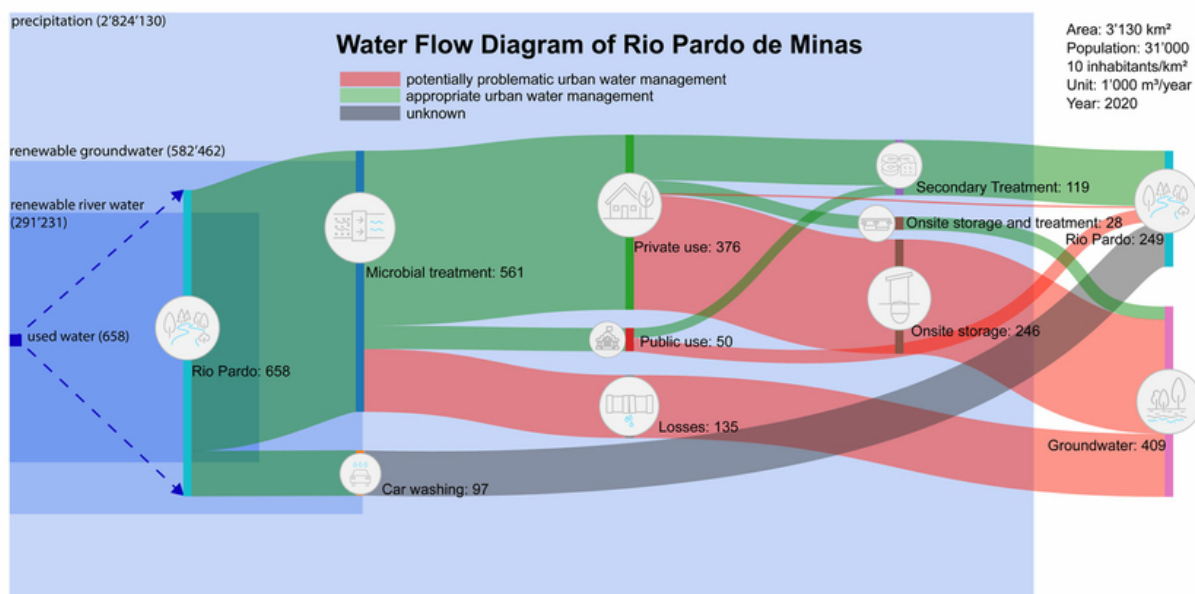 precipitation (2'824'130)
Water Flow Diagram of Rio Pardo de Minas
Area: 3'130 km²
Population: 31'000
10 inhabitants/km²
Unit: 1'000 m³/year
Year: 2020
potentially problematic urban water management
appropriate urban water management
unknown
renewable groundwater (582'462)
renewable river water
(291'231)
used water (658)
Rio Pardo: 658
Microbial treatment: 561
Car washing: 97
Private use: 376
Public use: 50
Losses: 135
Secondary Treatment: 119
Onsite storage and treatment: 28
Onsite storage: 246
Rio Pardo: 249
Groundwater: 409